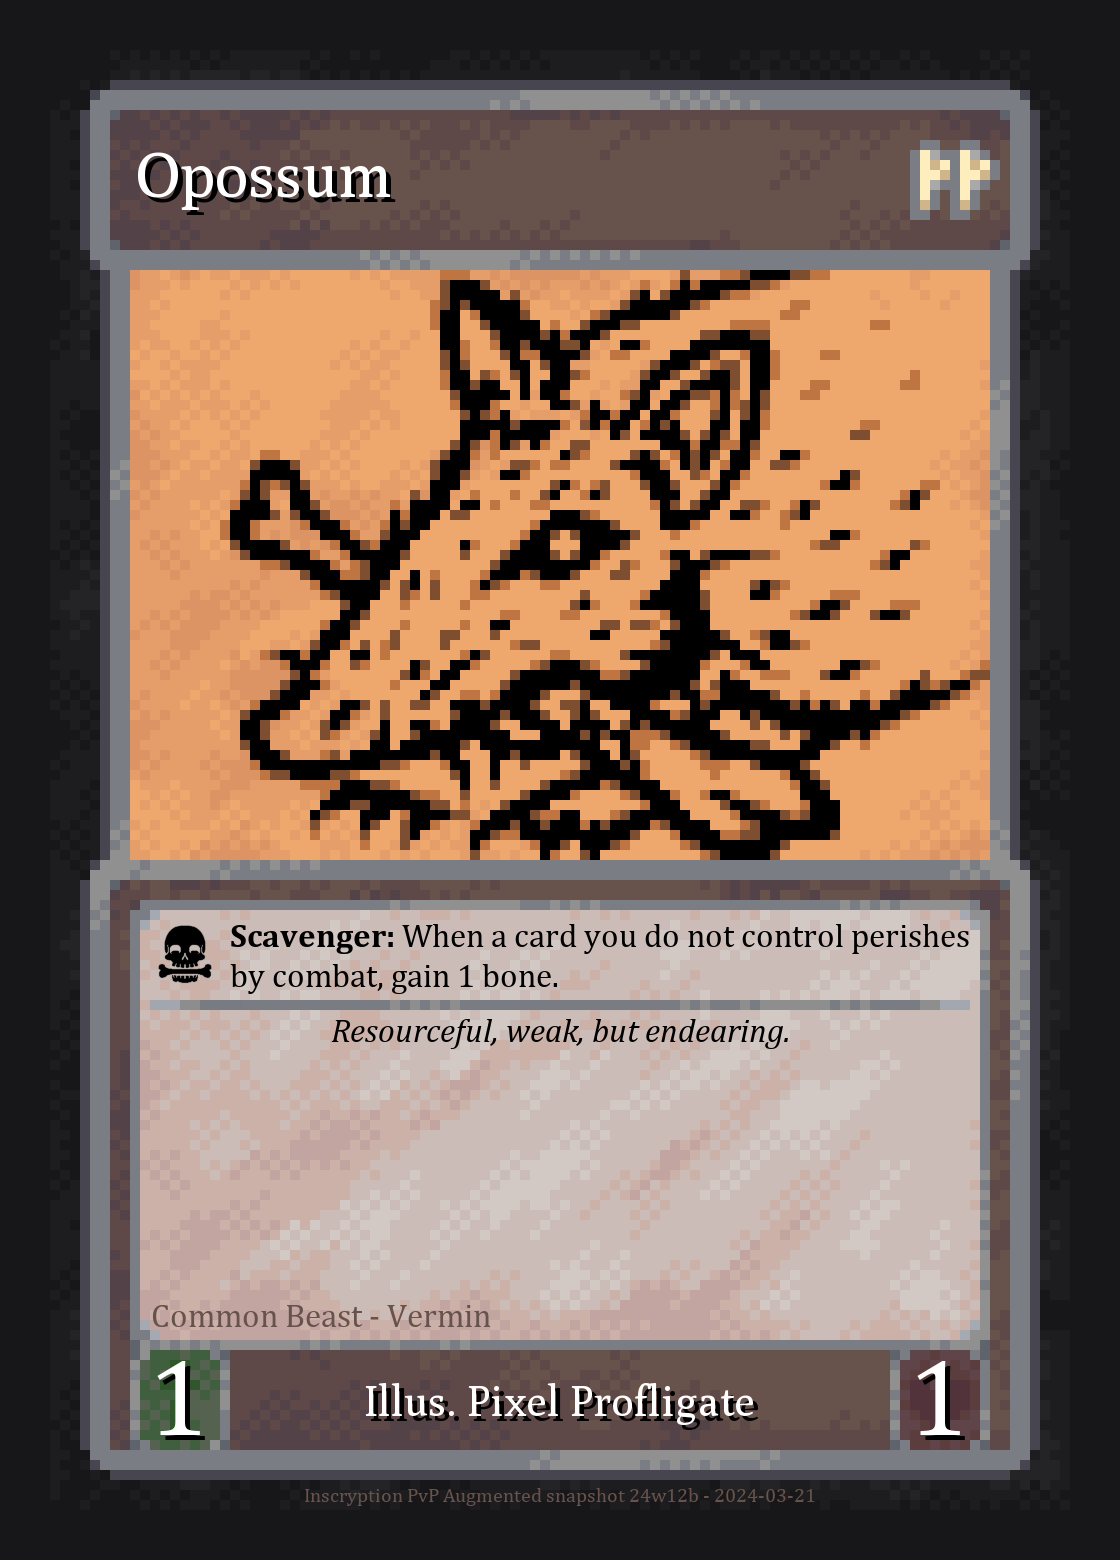 Opossum
Scavenger: When a card you do not control perishes
by combat, gain 1 bone.
Resourceful, weak, but endearing.
Common Beast - Vermin
1
Illus. Pixel Profligate
1
Inscryption PvP Augmented snapshot 24w12b - 2024-03-21